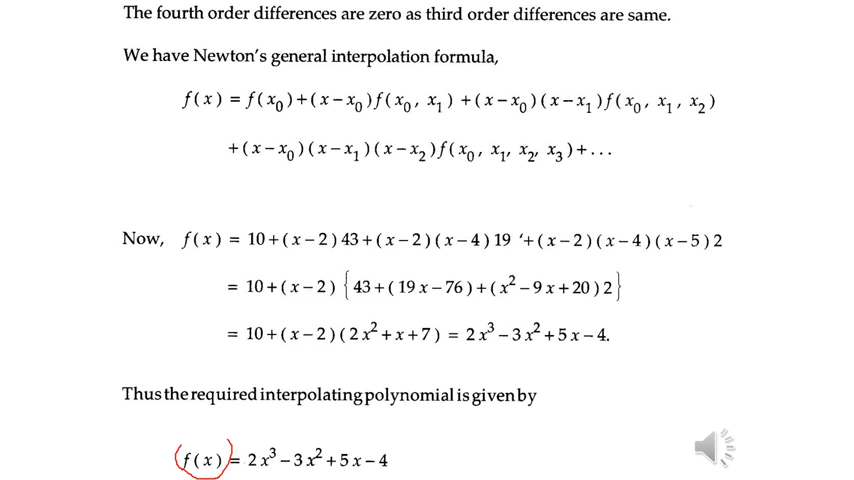 The fourth order differences are zero as third order differences are same.
We have Newton's general interpolation formula,
f(x) = f(x₀)+(x−x₀)f(x₀, x₁) +(x−x₀)(x−x₁)f(x₀, x₁, x₂)
+(x−x₀)(x−x₁)(x−x₂)f(x₀, x₁, x₂, x₃)+...
Now, f(x) = 10+(x−2)43+(x−2)(x−4)19 ‘+(x−2)(x−4)(x−5)2
= 10+(x−2) {43+(19x−76)+(x²−9x+20)2}
= 10+(x−2)(2x²+x+7) = 2x³−3x²+5x−4.
Thus the required interpolating polynomial is given by
f(x) = 2x³−3x²+5x−4